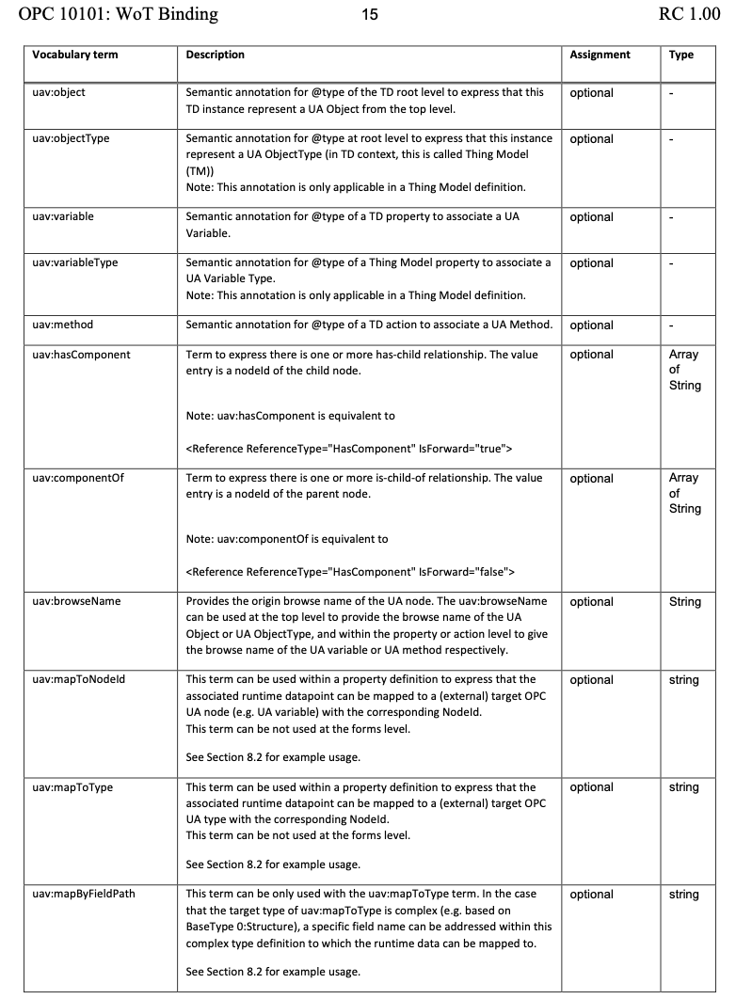 OPC 10101: WoT Binding 15 RC 1.00
Vocabulary term Description Assignment Type
uav:object Semantic annotation for @type of the TD root level to express that this optional -
TD instance represent a UA Object from the top level.
uav:objectType Semantic annotation for @type at root level to express that this instance optional -
represent a UA ObjectType (in TD context, this is called Thing Model
(TM))
Note: This annotation is only applicable in a Thing Model definition.
uav:variable Semantic annotation for @type of a TD property to associate a UA optional -
Variable.
uav:variableType Semantic annotation for @type of a Thing Model property to associate a optional -
UA Variable Type.
Note: This annotation is only applicable in a Thing Model definition.
uav:method Semantic annotation for @type of a TD action to associate a UA Method. optional -
uav:hasComponent Term to express there is one or more has-child relationship. The value optional Array
entry is a nodeId of the child node. of
String
Note: uav:hasComponent is equivalent to
<Reference ReferenceType="HasComponent" IsForward="true">
uav:componentOf Term to express there is one or more is-child-of relationship. The value optional Array
entry is a nodeId of the parent node. of
String
Note: uav:componentOf is equivalent to
<Reference ReferenceType="HasComponent" IsForward="false">
uav:browseName Provides the origin browse name of the UA node. The uav:browseName optional String
can be used at the top level to provide the browse name of the UA
Object or UA ObjectType, and within the property or action level to give
the browse name of the UA variable or UA method respectively.
uav:mapToNodeId This term can be used within a property definition to express that the optional string
associated runtime datapoint can be mapped to a (external) target OPC
UA node (e.g. UA variable) with the corresponding NodeId.
This term can be not used at the forms level.
See Section 8.2 for example usage.
uav:mapToType This term can be used within a property definition to express that the optional string
associated runtime datapoint can be mapped to a (external) target OPC
UA type with the corresponding NodeId.
This term can be not used at the forms level.
See Section 8.2 for example usage.
uav:mapByFieldPath This term can be only used with the uav:mapToType term. In the case optional string
that the target type of uav:mapToType is complex (e.g. based on
BaseType 0:Structure), a specific field name can be addressed within this
complex type definition to which the runtime data can be mapped to.
See Section 8.2 for example usage.